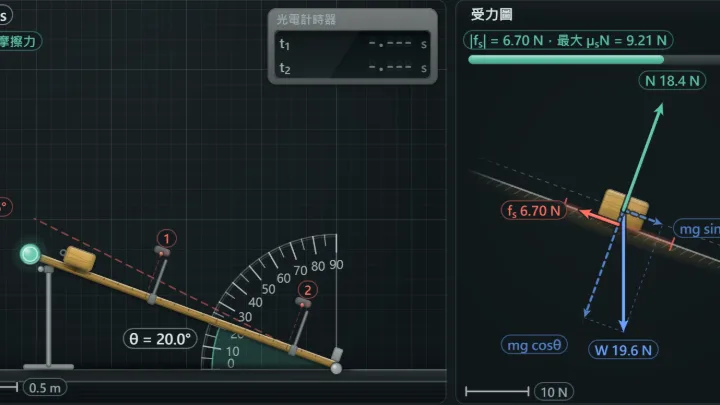 s
摩擦力
光電計時器
t₁ -.--- s
t₂ -.--- s
1
2
0
10
20
30
40
50
60
70
80
90
θ = 20.0°
0.5 m
受力圖
|fₛ| = 6.70 N · 最大 μₛN = 9.21 N
N 18.4 N
fₛ 6.70 N
mg sin
mg cosθ
W 19.6 N
10 N